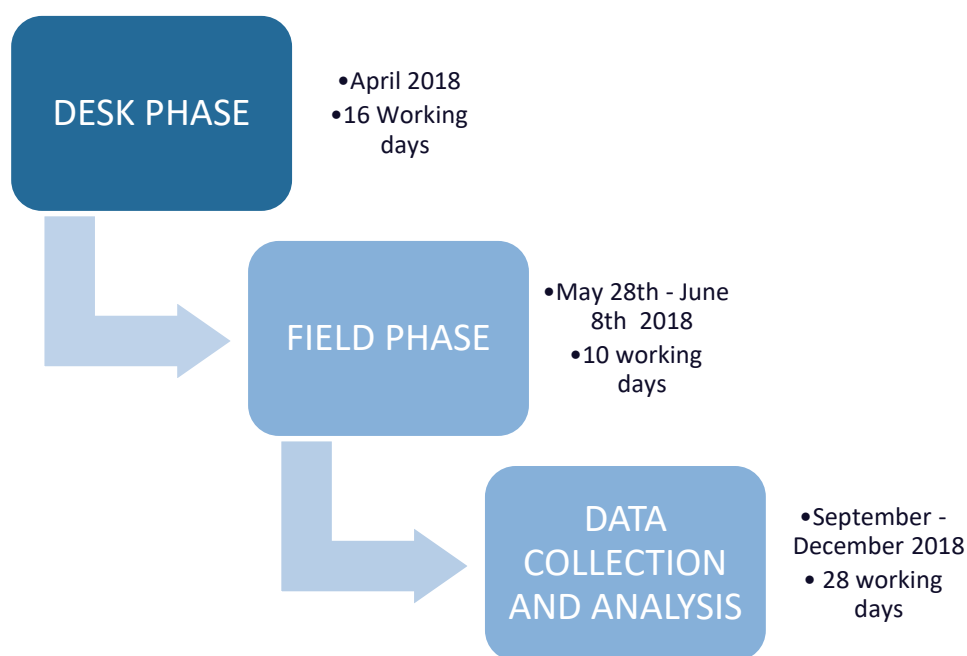 DESK PHASE
•April 2018
•16 Working
days
FIELD PHASE
•May 28th - June
8th 2018
•10 working
days
DATA
COLLECTION
AND ANALYSIS
•September -
December 2018
• 28 working
days